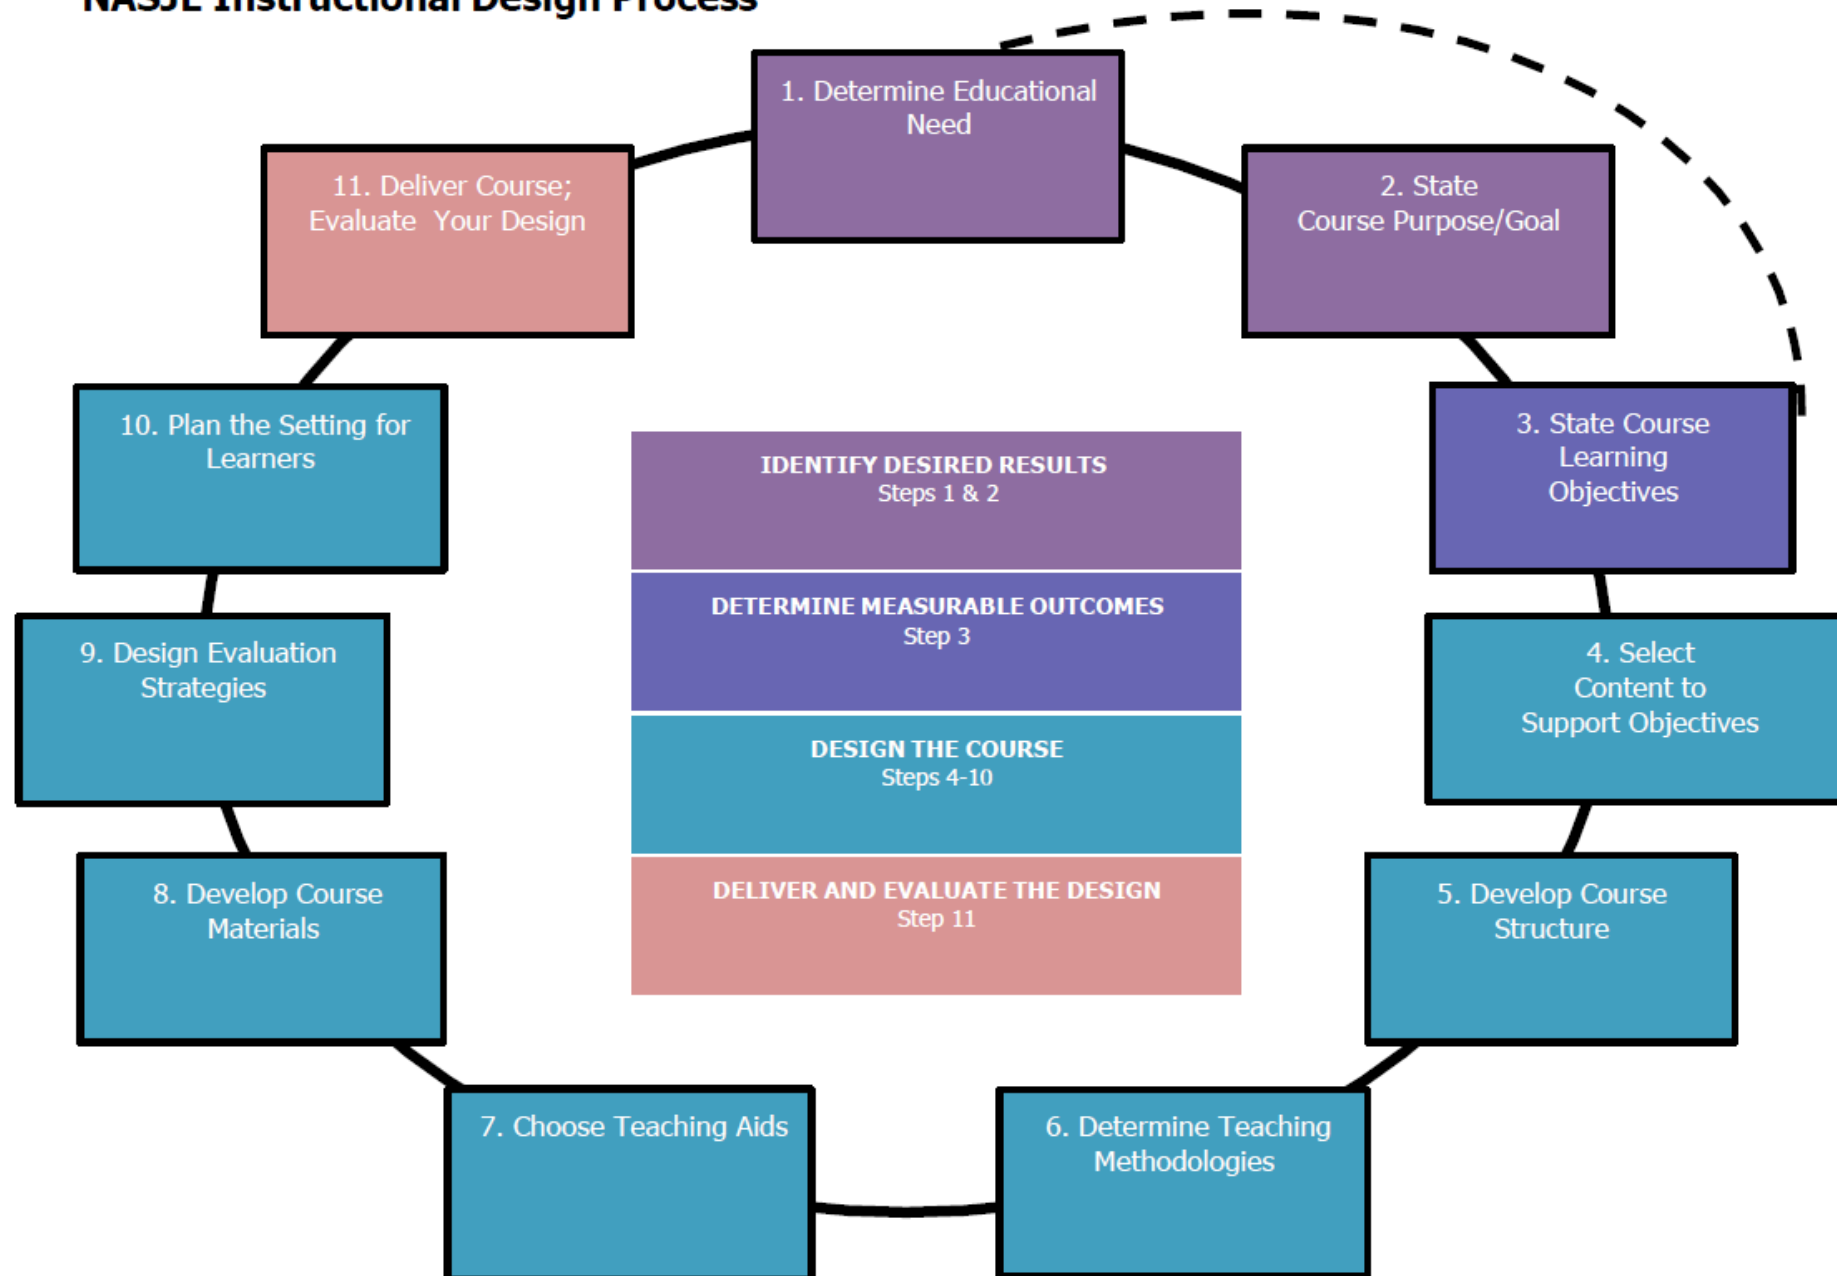 NASJE Instructional Design Process
1. Determine Educational
Need
2. State
Course Purpose/Goal
3. State Course
Learning
Objectives
4. Select
Content to
Support Objectives
5. Develop Course
Structure
6. Determine Teaching
Methodologies
7. Choose Teaching Aids
8. Develop Course
Materials
9. Design Evaluation
Strategies
10. Plan the Setting for
Learners
11. Deliver Course;
Evaluate  Your Design
IDENTIFY DESIRED RESULTS
Steps 1 & 2
DETERMINE MEASURABLE OUTCOMES
Step 3
DESIGN THE COURSE
Steps 4-10
DELIVER AND EVALUATE THE DESIGN
Step 11